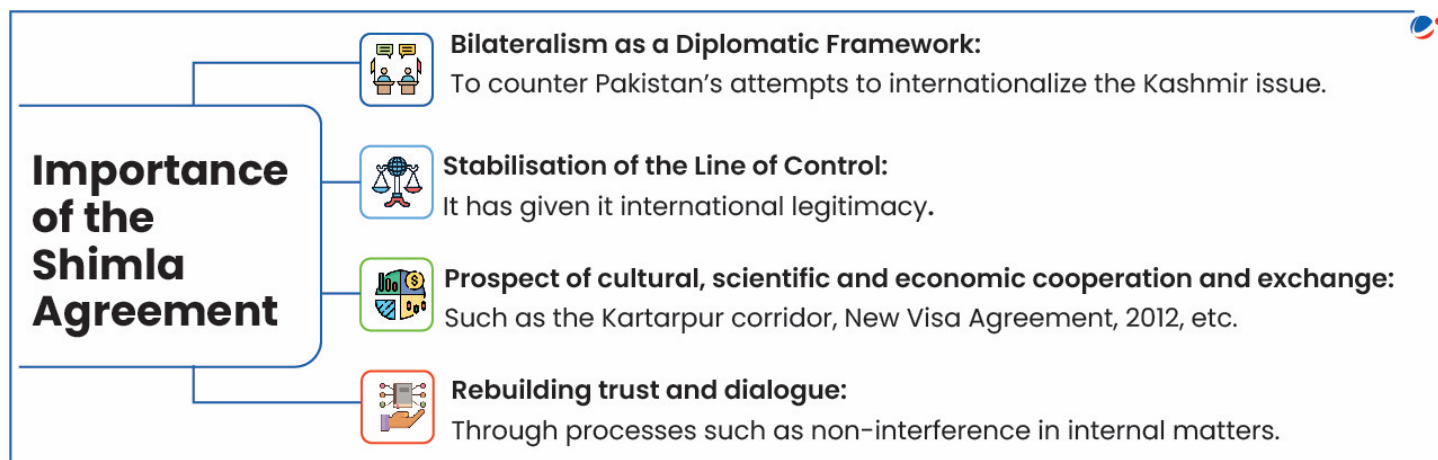 Importance
of the
Shimla
Agreement
Bilateralism as a Diplomatic Framework:
To counter Pakistan’s attempts to internationalize the Kashmir issue.
Stabilisation of the Line of Control:
It has given it international legitimacy.
Prospect of cultural, scientific and economic cooperation and exchange:
Such as the Kartarpur corridor, New Visa Agreement, 2012, etc.
Rebuilding trust and dialogue:
Through processes such as non-interference in internal matters.